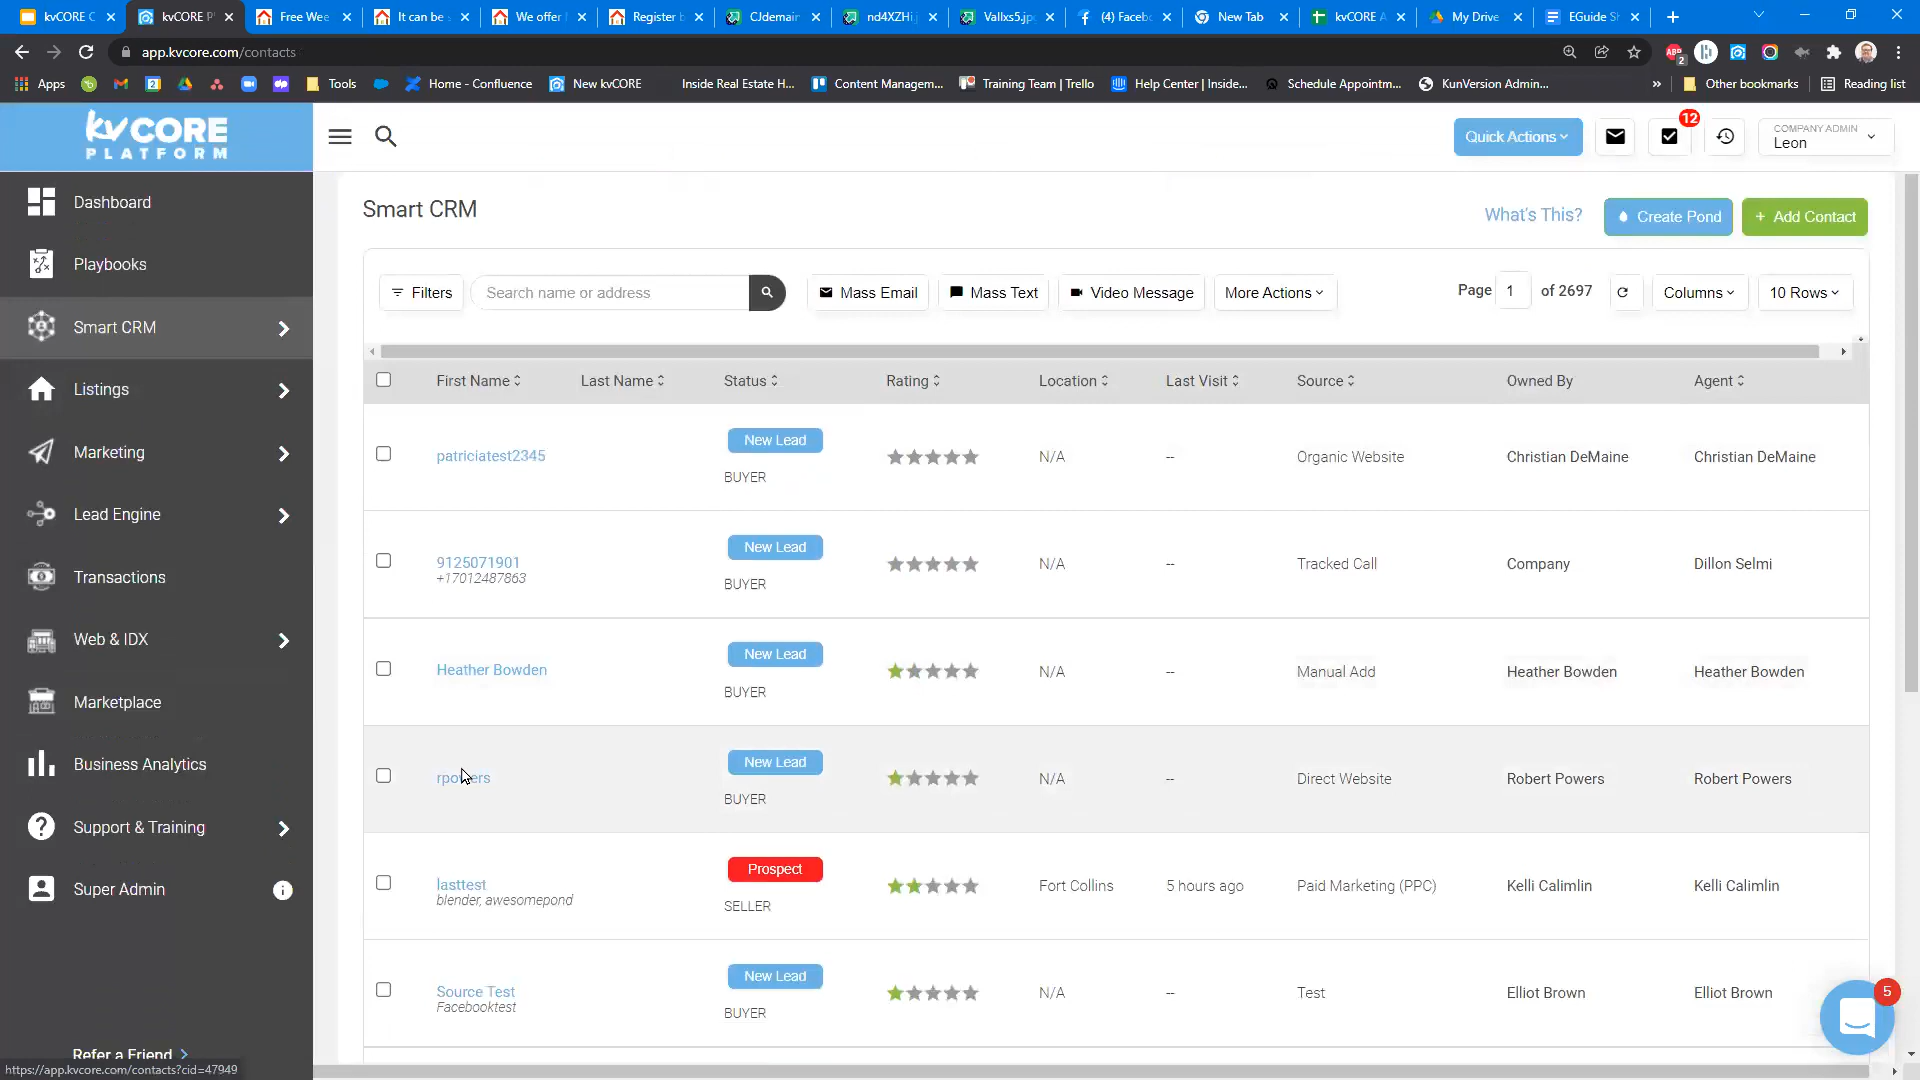 kvCORE C
kvCORE P
Free Wee
It can be s
We offer
Register b
CJdemain
nd4XZHi.j
Vallxs5.jp
(4) Faceb
New Tab
kvCORE A
My Drive
EGuide Sh
app.kvcore.com/contacts
Apps
Tools
Home - Confluence
New kvCORE
Inside Real Estate H...
Content Managem...
Training Team | Trello
Help Center | Inside...
Schedule Appointm...
KunVersion Admin...
»
Other bookmarks
Reading list
kvCORE
PLATFORM
Quick Actions
12
COMPANY ADMIN
Leon
Dashboard
Playbooks
Smart CRM
Listings
Marketing
Lead Engine
Transactions
Web & IDX
Marketplace
Business Analytics
Support & Training
Super Admin
Refer a Friend
https://app.kvcore.com/contacts?cid=47949
Smart CRM
What's This?
Create Pond
+ Add Contact
Filters
Search name or address
Mass Email
Mass Text
Video Message
More Actions
Page 1 of 2697
Columns
10 Rows
First Name Last Name Status Rating Location Last Visit Source Owned By Agent
patriciatest2345 New Lead N/A -- Organic Website Christian DeMaine Christian DeMaine
BUYER
9125071901 New Lead N/A -- Tracked Call Company Dillon Selmi
+17012487863
BUYER
Heather Bowden New Lead N/A -- Manual Add Heather Bowden Heather Bowden
BUYER
rpowers New Lead N/A -- Direct Website Robert Powers Robert Powers
BUYER
lasttest Prospect Fort Collins 5 hours ago Paid Marketing (PPC) Kelli Calimlin Kelli Calimlin
blender, awesomepond
SELLER
Source Test New Lead N/A -- Test Elliot Brown Elliot Brown
Facebooktest
BUYER
5